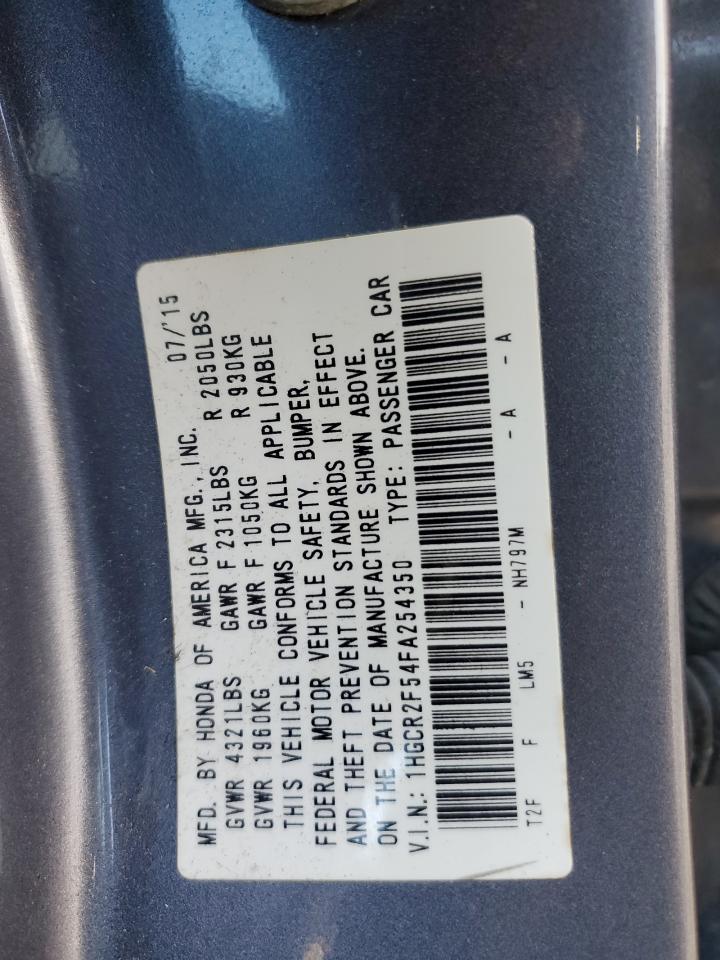 MFD. BY HONDA OF AMERICA MFG., INC. 07/'15
GVWR 4321LBS GAWR F 2315LBS R 2050LBS
GVWR 1960KG GAWR F 1050KG R 930KG
THIS VEHICLE CONFORMS TO ALL APPLICABLE
FEDERAL MOTOR VEHICLE SAFETY, BUMPER,
AND THEFT PREVENTION STANDARDS IN EFFECT
ON THE DATE OF MANUFACTURE SHOWN ABOVE.
V.I.N.: 1HGCR2F54FA254350 TYPE: PASSENGER CAR
T2F F LM5 - NH797M - A - A